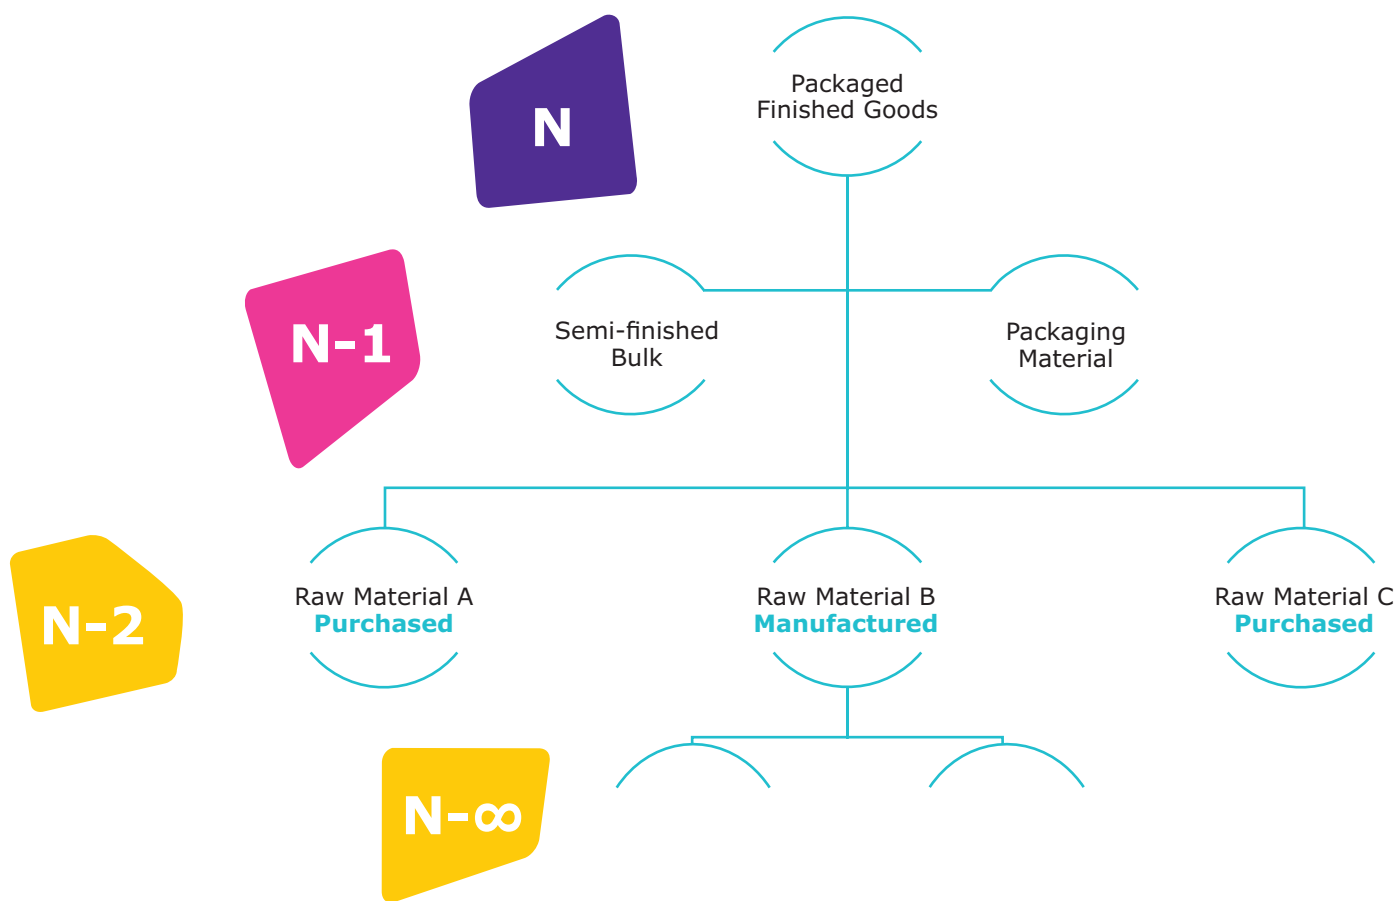 N
Packaged
Finished Goods
N-1
Semi-finished
Bulk
Packaging
Material
N-2
Raw Material A
Purchased
Raw Material B
Manufactured
Raw Material C
Purchased
N-∞